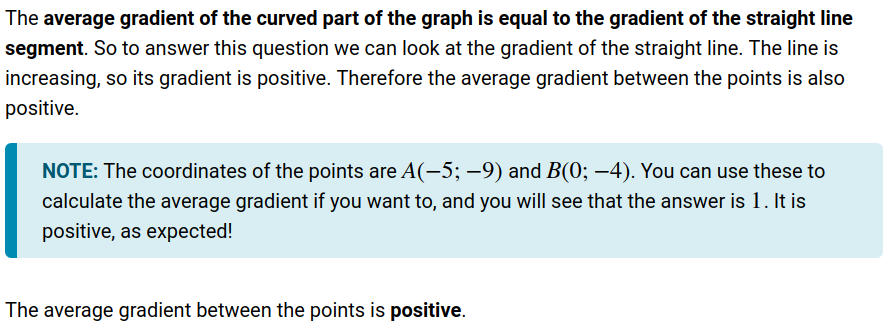 The average gradient of the curved part of the graph is equal to the gradient of the straight line
segment. So to answer this question we can look at the gradient of the straight line. The line is
increasing, so its gradient is positive. Therefore the average gradient between the points is also
positive.
NOTE: The coordinates of the points are A(−5; −9) and B(0; −4). You can use these to
calculate the average gradient if you want to, and you will see that the answer is 1. It is
positive, as expected!
The average gradient between the points is positive.